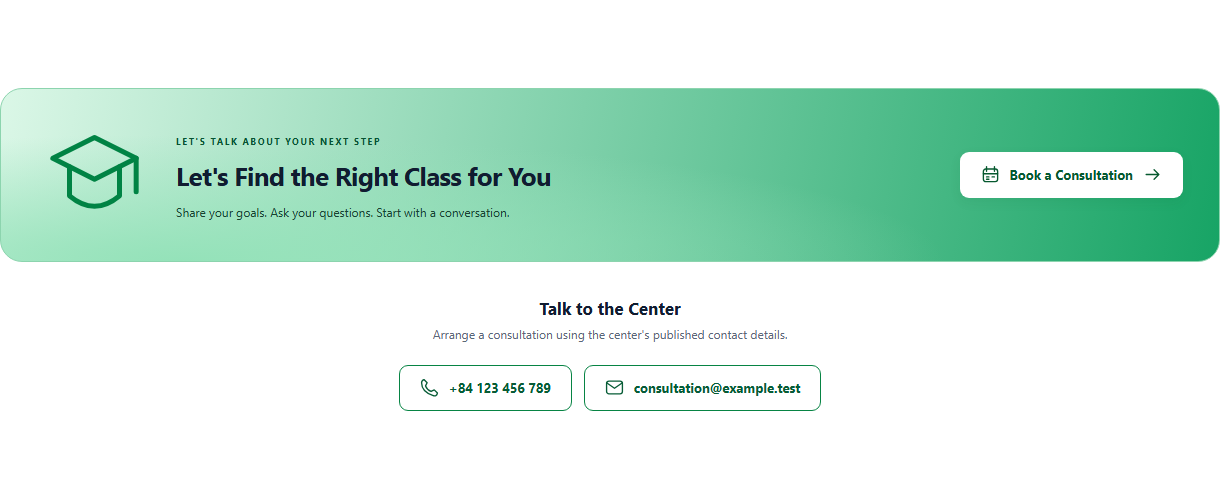 LET'S TALK ABOUT YOUR NEXT STEP
Let's Find the Right Class for You
Share your goals. Ask your questions. Start with a conversation.
Book a Consultation
Talk to the Center
Arrange a consultation using the center's published contact details.
+84 123 456 789
consultation@example.test